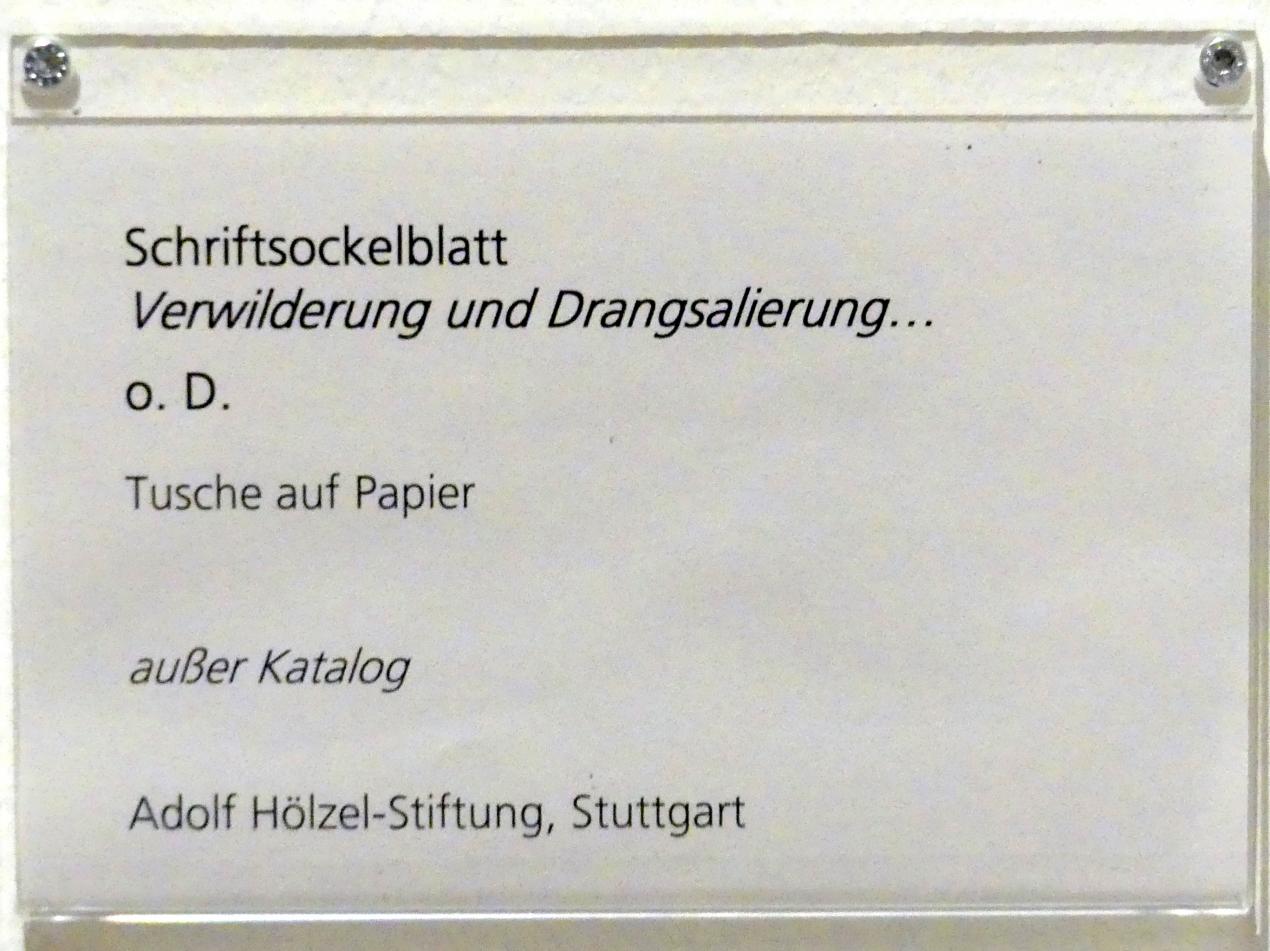 Schriftsockelblatt
Verwilderung und Drangsalierung...
o. D.
Tusche auf Papier
außer Katalog
Adolf Hölzel-Stiftung, Stuttgart